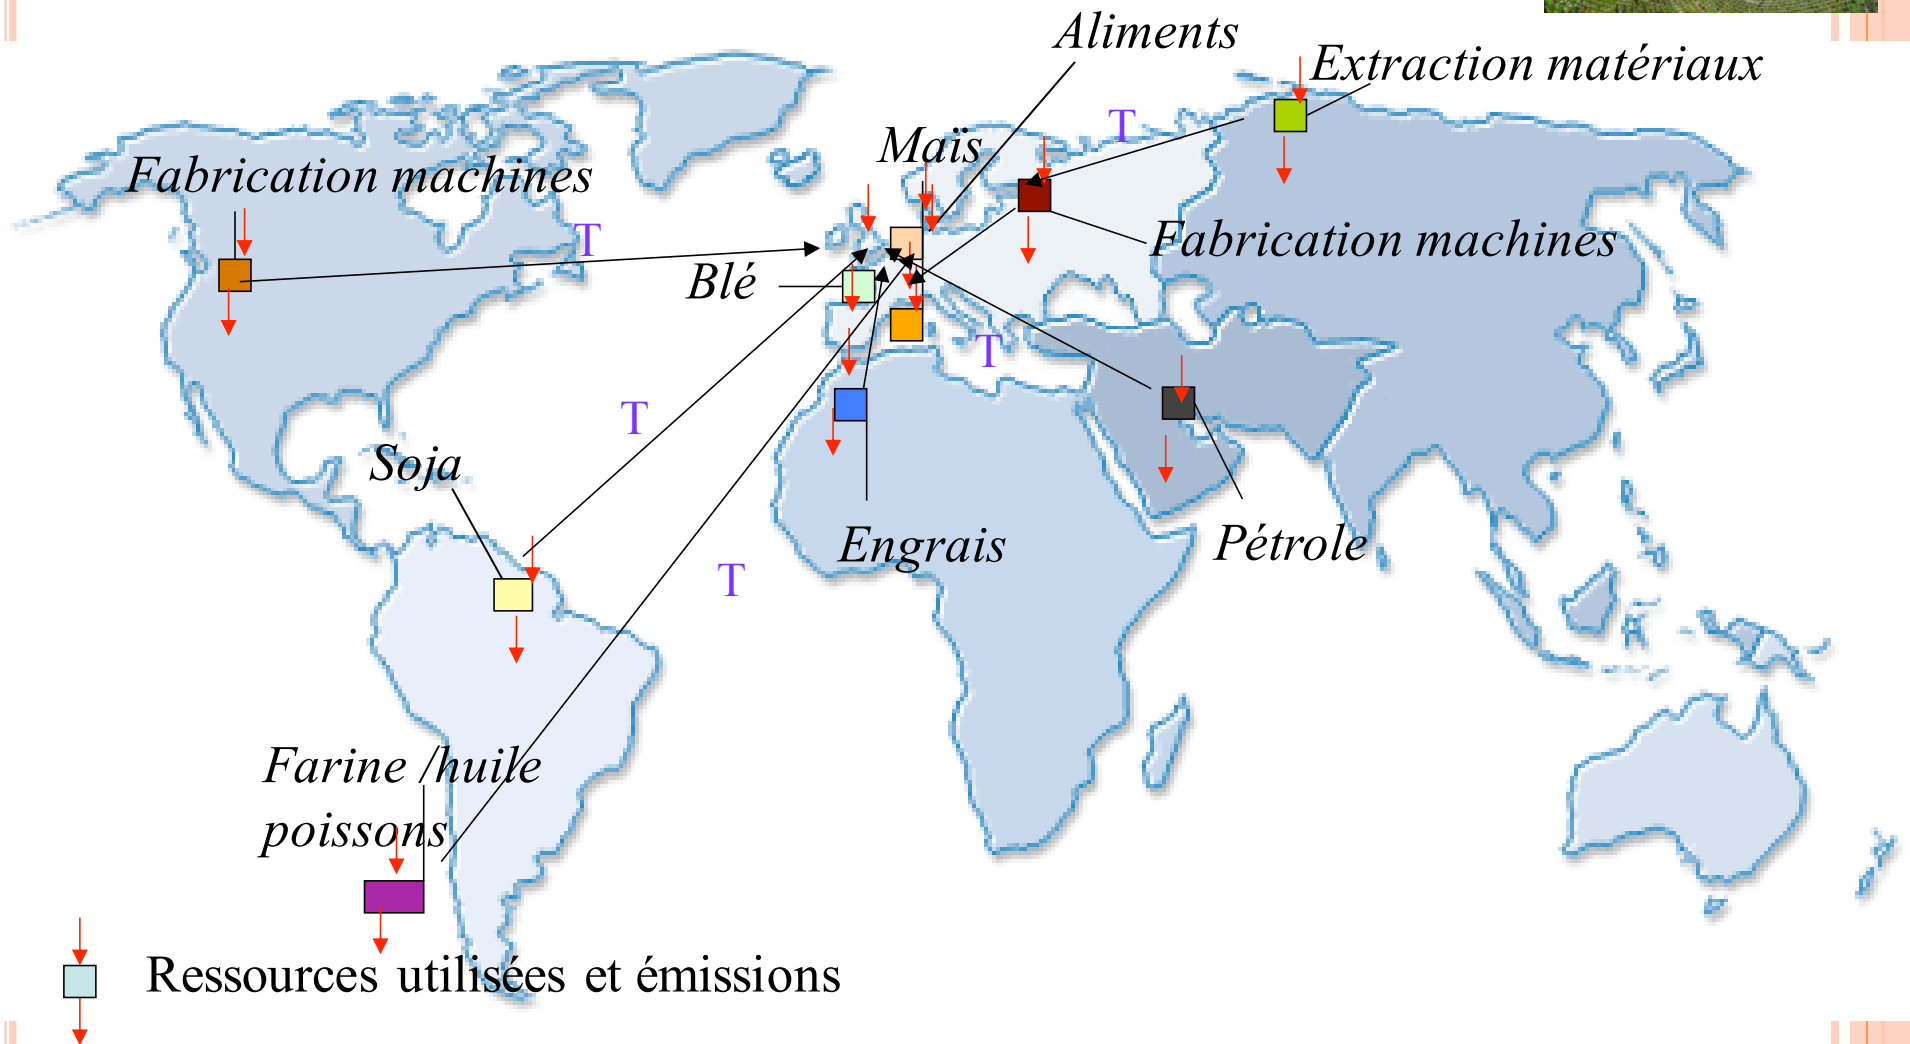 Aliments
Extraction matériaux
T
Maïs
Fabrication machines
T
Fabrication machines
Blé
T
T
Soja
Engrais
Pétrole
T
Farine /huile
poissons
Ressources utilisées et émissions